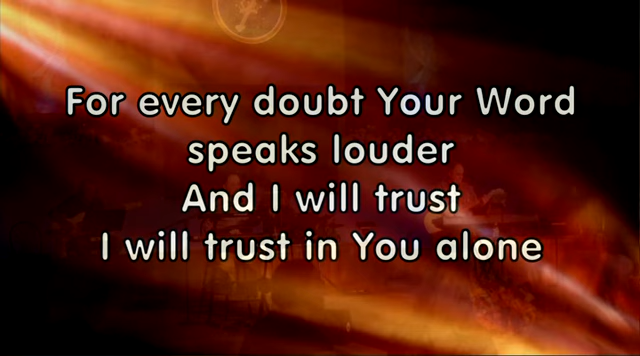 For every doubt Your Word
speaks louder
And I will trust
I will trust in You alone